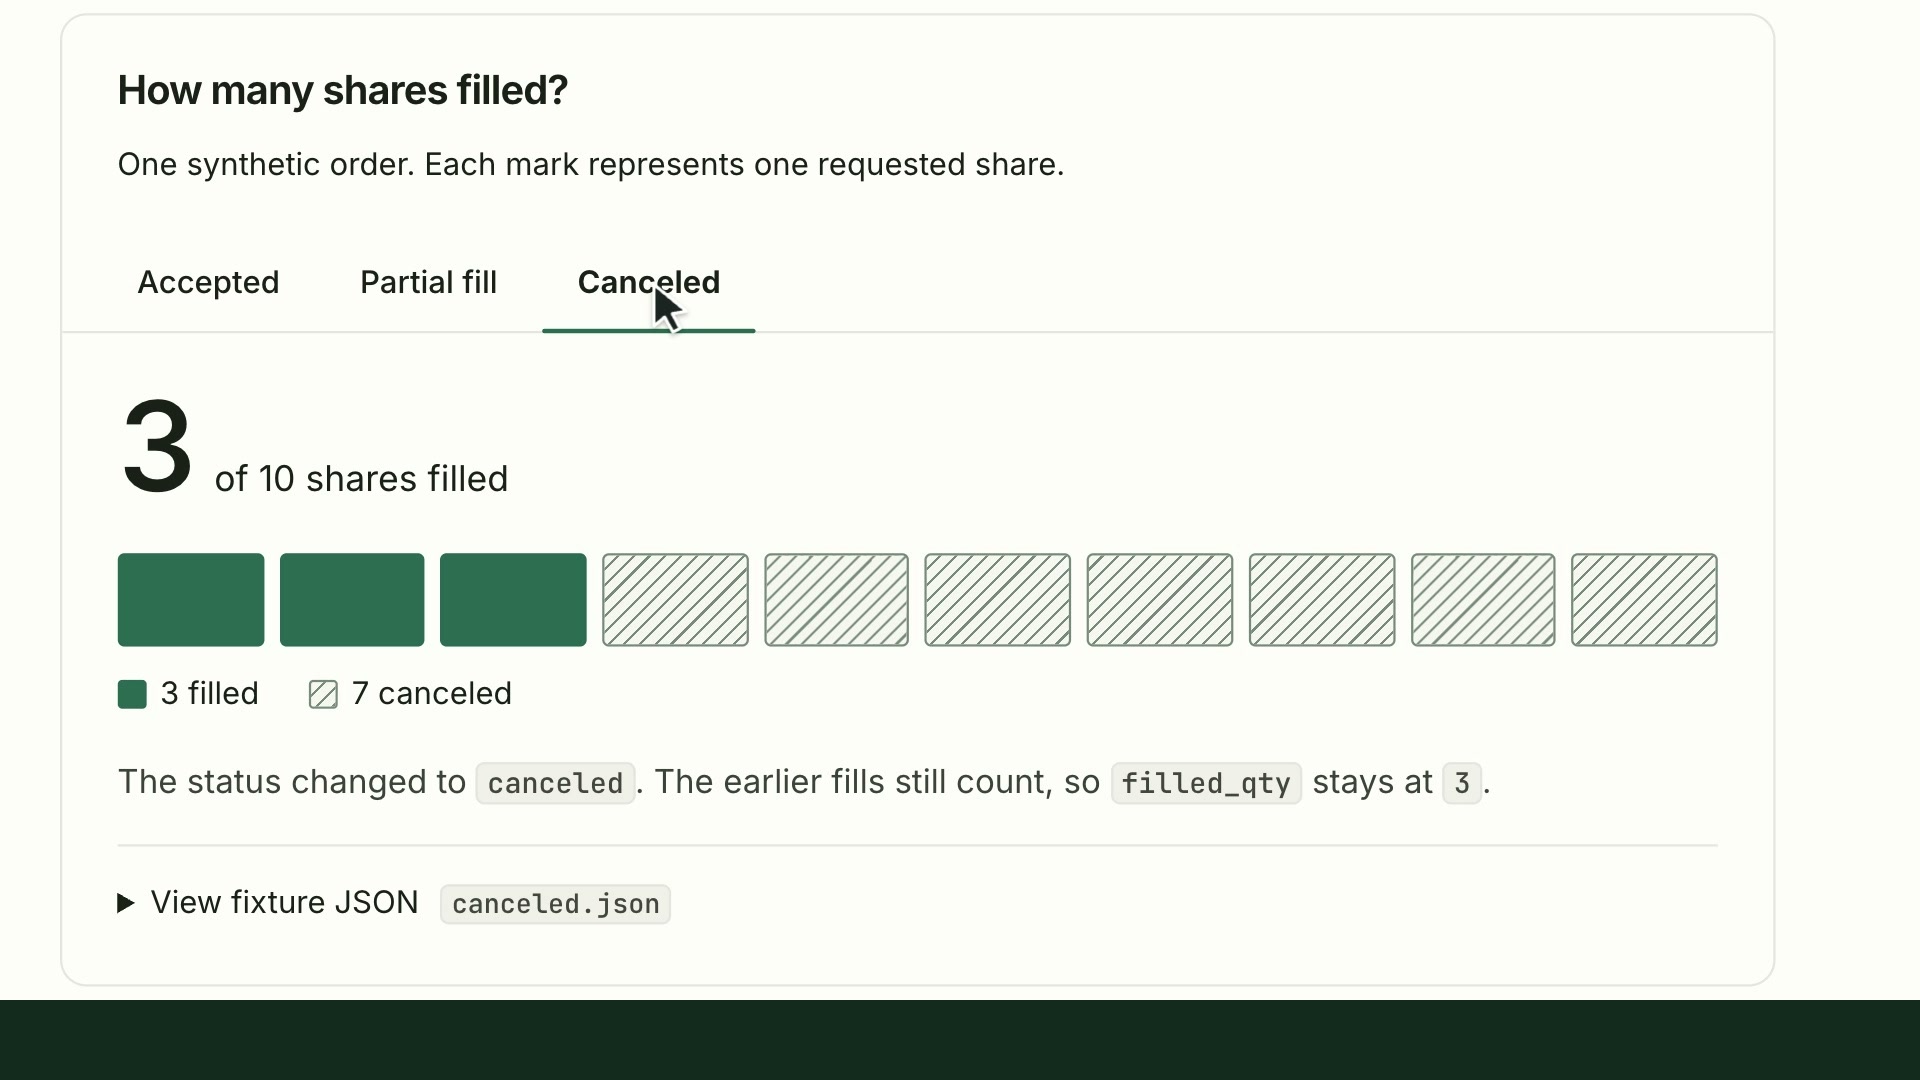 How many shares filled?
One synthetic order. Each mark represents one requested share.
Accepted Partial fill Canceled
3 of 10 shares filled
3 filled 7 canceled
The status changed to canceled. The earlier fills still count, so filled_qty stays at 3.
View fixture JSON canceled.json